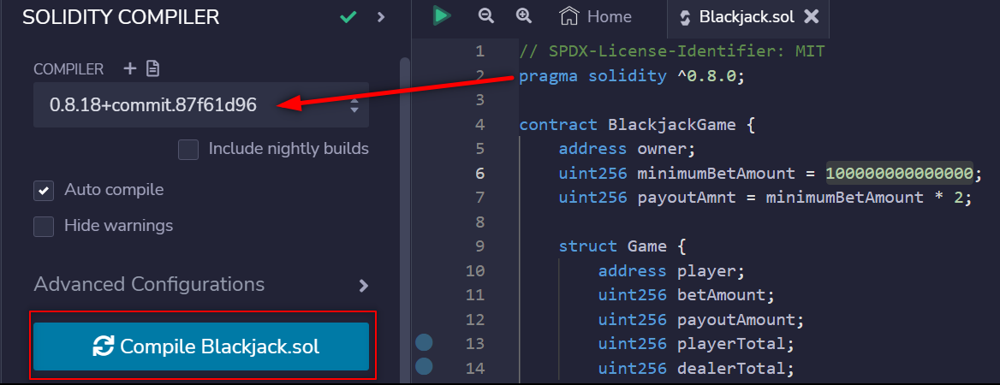 SOLIDITY COMPILER
COMPILER
0.8.18+commit.87f61d96
Include nightly builds
Auto compile
Hide warnings
Advanced Configurations
Compile Blackjack.sol
Home
Blackjack.sol
1 // SPDX-License-Identifier: MIT
2 pragma solidity ^0.8.0;
3
4 contract BlackjackGame {
5 address owner;
6 uint256 minimumBetAmount = 100000000000000;
7 uint256 payoutAmnt = minimumBetAmount * 2;
8
9 struct Game {
10 address player;
11 uint256 betAmount;
12 uint256 payoutAmount;
13 uint256 playerTotal;
14 uint256 dealerTotal;